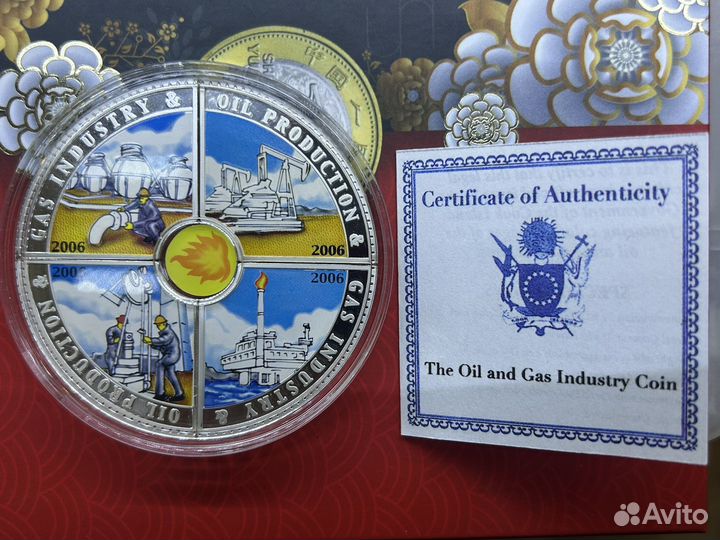 GAS INDUSTRY & OIL PRODUCTION & GAS INDUSTRY & OIL PRODUCTION &
2006
2006
2006
2006
Certificate of Authenticity
The Oil and Gas Industry Coin
Avito